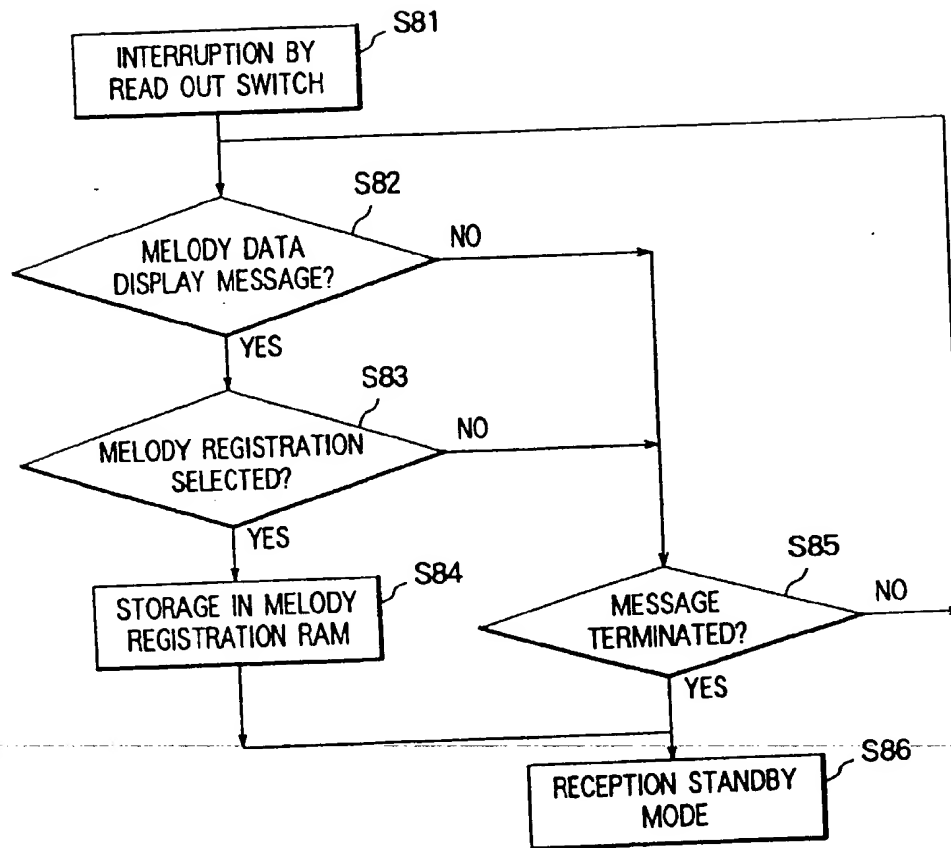 S81
INTERRUPTION BY
READ OUT SWITCH
S82
MELODY DATA
DISPLAY MESSAGE?
NO
YES
S83
MELODY REGISTRATION
SELECTED?
NO
YES
S84
STORAGE IN MELODY
REGISTRATION RAM
S85
MESSAGE
TERMINATED?
NO
YES
S86
RECEPTION STANDBY
MODE